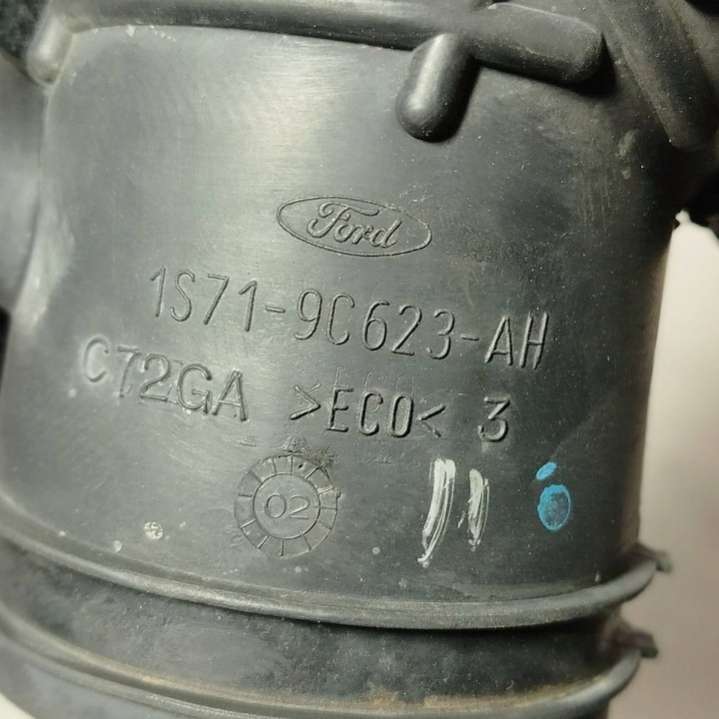 Ford
1S71-9C623-AH
C72GA >ECO< 3
02